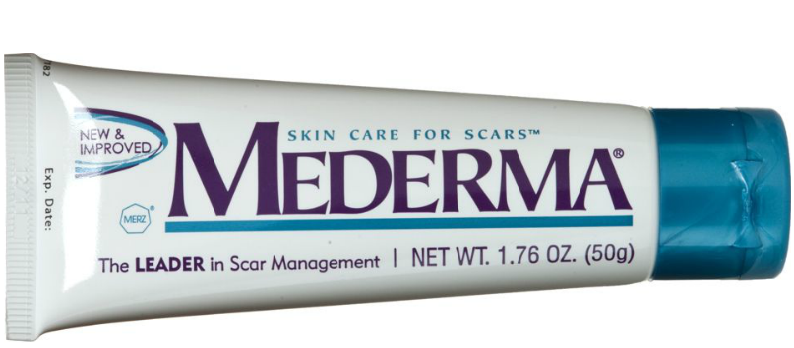 NEW &
IMPROVED
SKIN CARE FOR SCARS™
MEDERMA®
MERZ®
The LEADER in Scar Management | NET WT. 1.76 OZ. (50g)
Exp. Date: